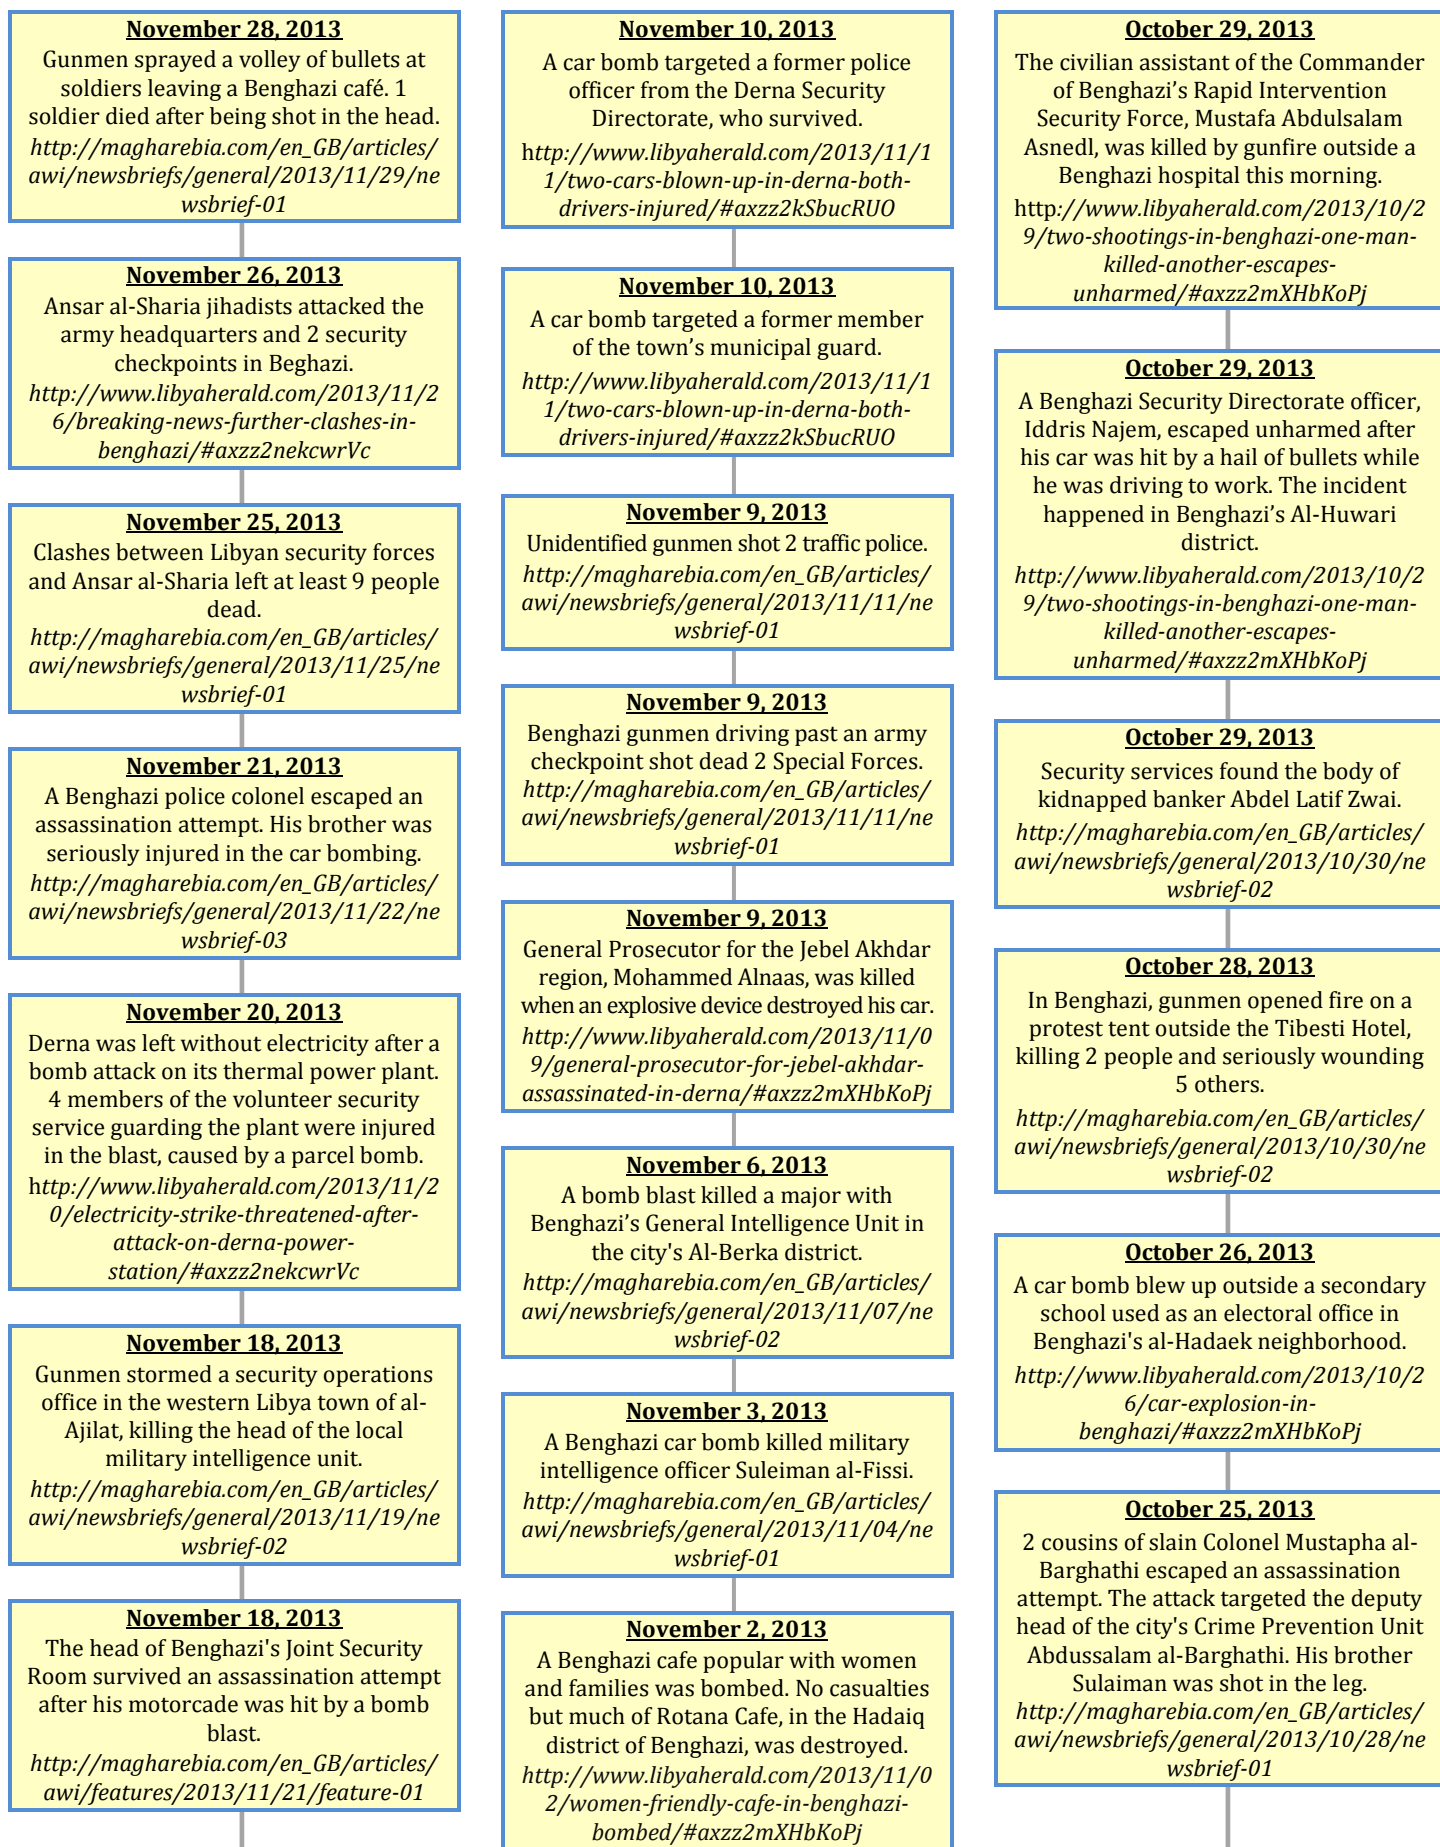 November 28, 2013
Gunmen sprayed a volley of bullets at
soldiers leaving a Benghazi café. 1
soldier died after being shot in the head.
http://magharebia.com/en_GB/articles/
awi/newsbriefs/general/2013/11/29/ne
wsbrief-01
November 26, 2013
Ansar al-Sharia jihadists attacked the
army headquarters and 2 security
checkpoints in Beghazi.
http://www.libyaherald.com/2013/11/2
6/breaking-news-further-clashes-in-
benghazi/#axzz2nekcwrVc
November 25, 2013
Clashes between Libyan security forces
and Ansar al-Sharia left at least 9 people
dead.
http://magharebia.com/en_GB/articles/
awi/newsbriefs/general/2013/11/25/ne
wsbrief-01
November 21, 2013
A Benghazi police colonel escaped an
assassination attempt. His brother was
seriously injured in the car bombing.
http://magharebia.com/en_GB/articles/
awi/newsbriefs/general/2013/11/22/ne
wsbrief-03
November 20, 2013
Derna was left without electricity after a
bomb attack on its thermal power plant.
4 members of the volunteer security
service guarding the plant were injured
in the blast, caused by a parcel bomb.
http://www.libyaherald.com/2013/11/2
0/electricity-strike-threatened-after-
attack-on-derna-power-
station/#axzz2nekcwrVc
November 18, 2013
Gunmen stormed a security operations
office in the western Libya town of al-
Ajilat, killing the head of the local
military intelligence unit.
http://magharebia.com/en_GB/articles/
awi/newsbriefs/general/2013/11/19/ne
wsbrief-02
November 18, 2013
The head of Benghazi's Joint Security
Room survived an assassination attempt
after his motorcade was hit by a bomb
blast.
http://magharebia.com/en_GB/articles/
awi/features/2013/11/21/feature-01
November 10, 2013
A car bomb targeted a former police
officer from the Derna Security
Directorate, who survived.
http://www.libyaherald.com/2013/11/1
1/two-cars-blown-up-in-derna-both-
drivers-injured/#axzz2kSbucRUO
November 10, 2013
A car bomb targeted a former member
of the town’s municipal guard.
http://www.libyaherald.com/2013/11/1
1/two-cars-blown-up-in-derna-both-
drivers-injured/#axzz2kSbucRUO
November 9, 2013
Unidentified gunmen shot 2 traffic police.
http://magharebia.com/en_GB/articles/
awi/newsbriefs/general/2013/11/11/ne
wsbrief-01
November 9, 2013
Benghazi gunmen driving past an army
checkpoint shot dead 2 Special Forces.
http://magharebia.com/en_GB/articles/
awi/newsbriefs/general/2013/11/11/ne
wsbrief-01
November 9, 2013
General Prosecutor for the Jebel Akhdar
region, Mohammed Alnaas, was killed
when an explosive device destroyed his car.
http://www.libyaherald.com/2013/11/0
9/general-prosecutor-for-jebel-akhdar-
assassinated-in-derna/#axzz2mXHbKoPj
November 6, 2013
A bomb blast killed a major with
Benghazi’s General Intelligence Unit in
the city's Al-Berka district.
http://magharebia.com/en_GB/articles/
awi/newsbriefs/general/2013/11/07/ne
wsbrief-02
November 3, 2013
A Benghazi car bomb killed military
intelligence officer Suleiman al-Fissi.
http://magharebia.com/en_GB/articles/
awi/newsbriefs/general/2013/11/04/ne
wsbrief-01
November 2, 2013
A Benghazi cafe popular with women
and families was bombed. No casualties
but much of Rotana Cafe, in the Hadaiq
district of Benghazi, was destroyed.
http://www.libyaherald.com/2013/11/0
2/women-friendly-cafe-in-benghazi-
bombed/#axzz2mXHbKoPj
October 29, 2013
The civilian assistant of the Commander
of Benghazi’s Rapid Intervention
Security Force, Mustafa Abdulsalam
Asnedl, was killed by gunfire outside a
Benghazi hospital this morning.
http://www.libyaherald.com/2013/10/2
9/two-shootings-in-benghazi-one-man-
killed-another-escapes-
unharmed/#axzz2mXHbKoPj
October 29, 2013
A Benghazi Security Directorate officer,
Iddris Najem, escaped unharmed after
his car was hit by a hail of bullets while
he was driving to work. The incident
happened in Benghazi’s Al-Huwari
district.
http://www.libyaherald.com/2013/10/2
9/two-shootings-in-benghazi-one-man-
killed-another-escapes-
unharmed/#axzz2mXHbKoPj
October 29, 2013
Security services found the body of
kidnapped banker Abdel Latif Zwai.
http://magharebia.com/en_GB/articles/
awi/newsbriefs/general/2013/10/30/ne
wsbrief-02
October 28, 2013
In Benghazi, gunmen opened fire on a
protest tent outside the Tibesti Hotel,
killing 2 people and seriously wounding
5 others.
http://magharebia.com/en_GB/articles/
awi/newsbriefs/general/2013/10/30/ne
wsbrief-02
October 26, 2013
A car bomb blew up outside a secondary
school used as an electoral office in
Benghazi's al-Hadaek neighborhood.
http://www.libyaherald.com/2013/10/2
6/car-explosion-in-
benghazi/#axzz2mXHbKoPj
October 25, 2013
2 cousins of slain Colonel Mustapha al-
Barghathi escaped an assassination
attempt. The attack targeted the deputy
head of the city's Crime Prevention Unit
Abdussalam al-Barghathi. His brother
Sulaiman was shot in the leg.
http://magharebia.com/en_GB/articles/
awi/newsbriefs/general/2013/10/28/ne
wsbrief-01